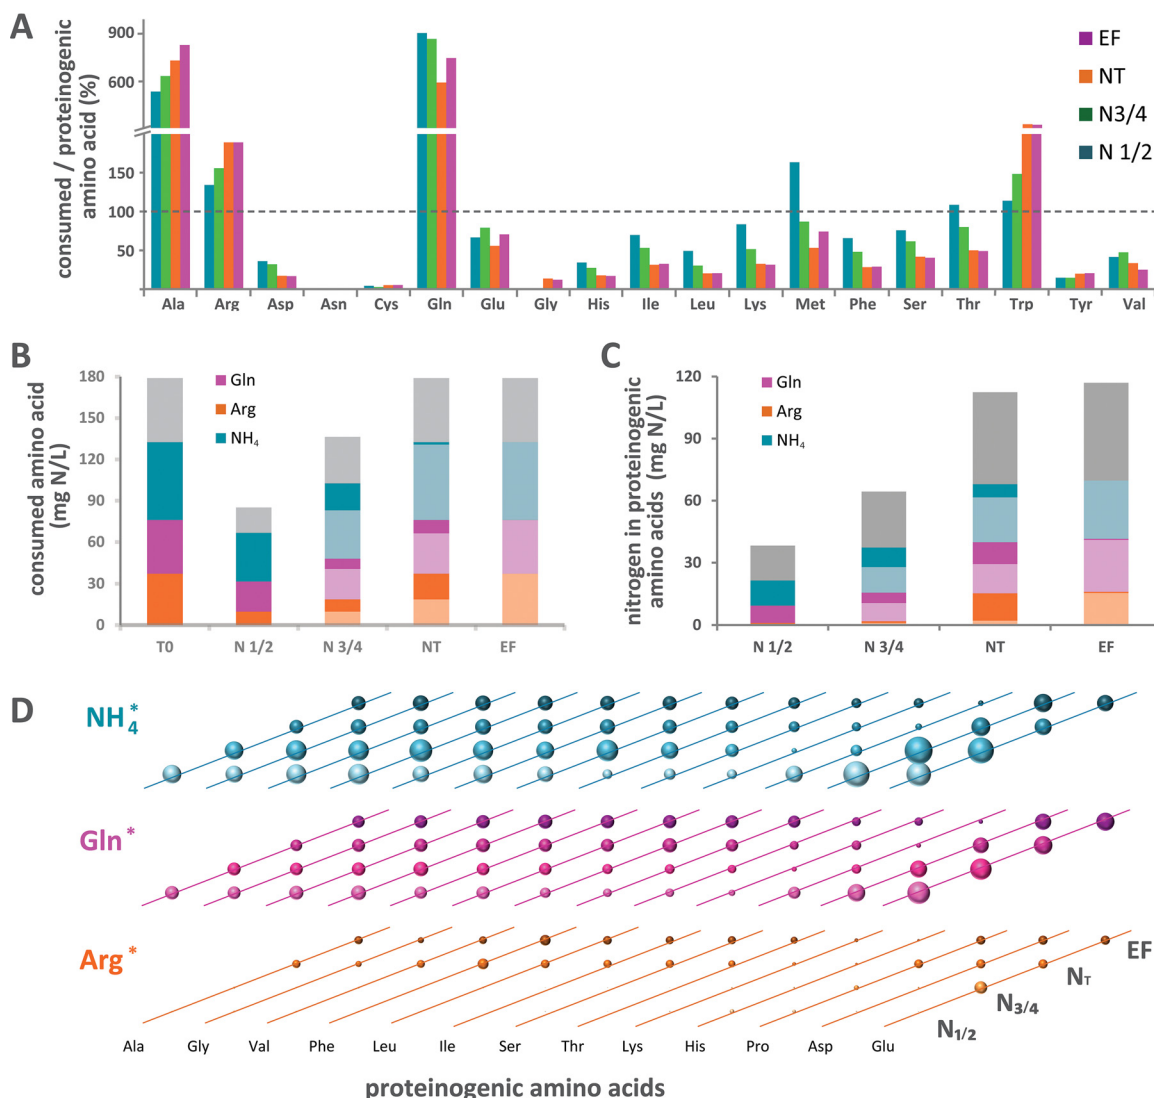 A
consumed / proteinogenic
amino acid (%)
900
600
150
100
50
EF
NT
N3/4
N 1/2
Ala Arg Asp Asn Cys Gln Glu Gly His Ile Leu Lys Met Phe Ser Thr Trp Tyr Val
B
consumed amino acid
(mg N/L)
180
150
120
90
60
30
0
Gln
Arg
NH4
T0 N 1/2 N 3/4 NT EF
C
nitrogen in proteinogenic
amino acids (mg N/L)
120
90
60
30
0
Gln
Arg
NH4
N 1/2 N 3/4 NT EF
D
NH4*
Gln*
Arg*
EF
NT
N3/4
N1/2
Ala Gly Val Phe Leu Ile Ser Thr Lys His Pro Asp Glu
proteinogenic amino acids